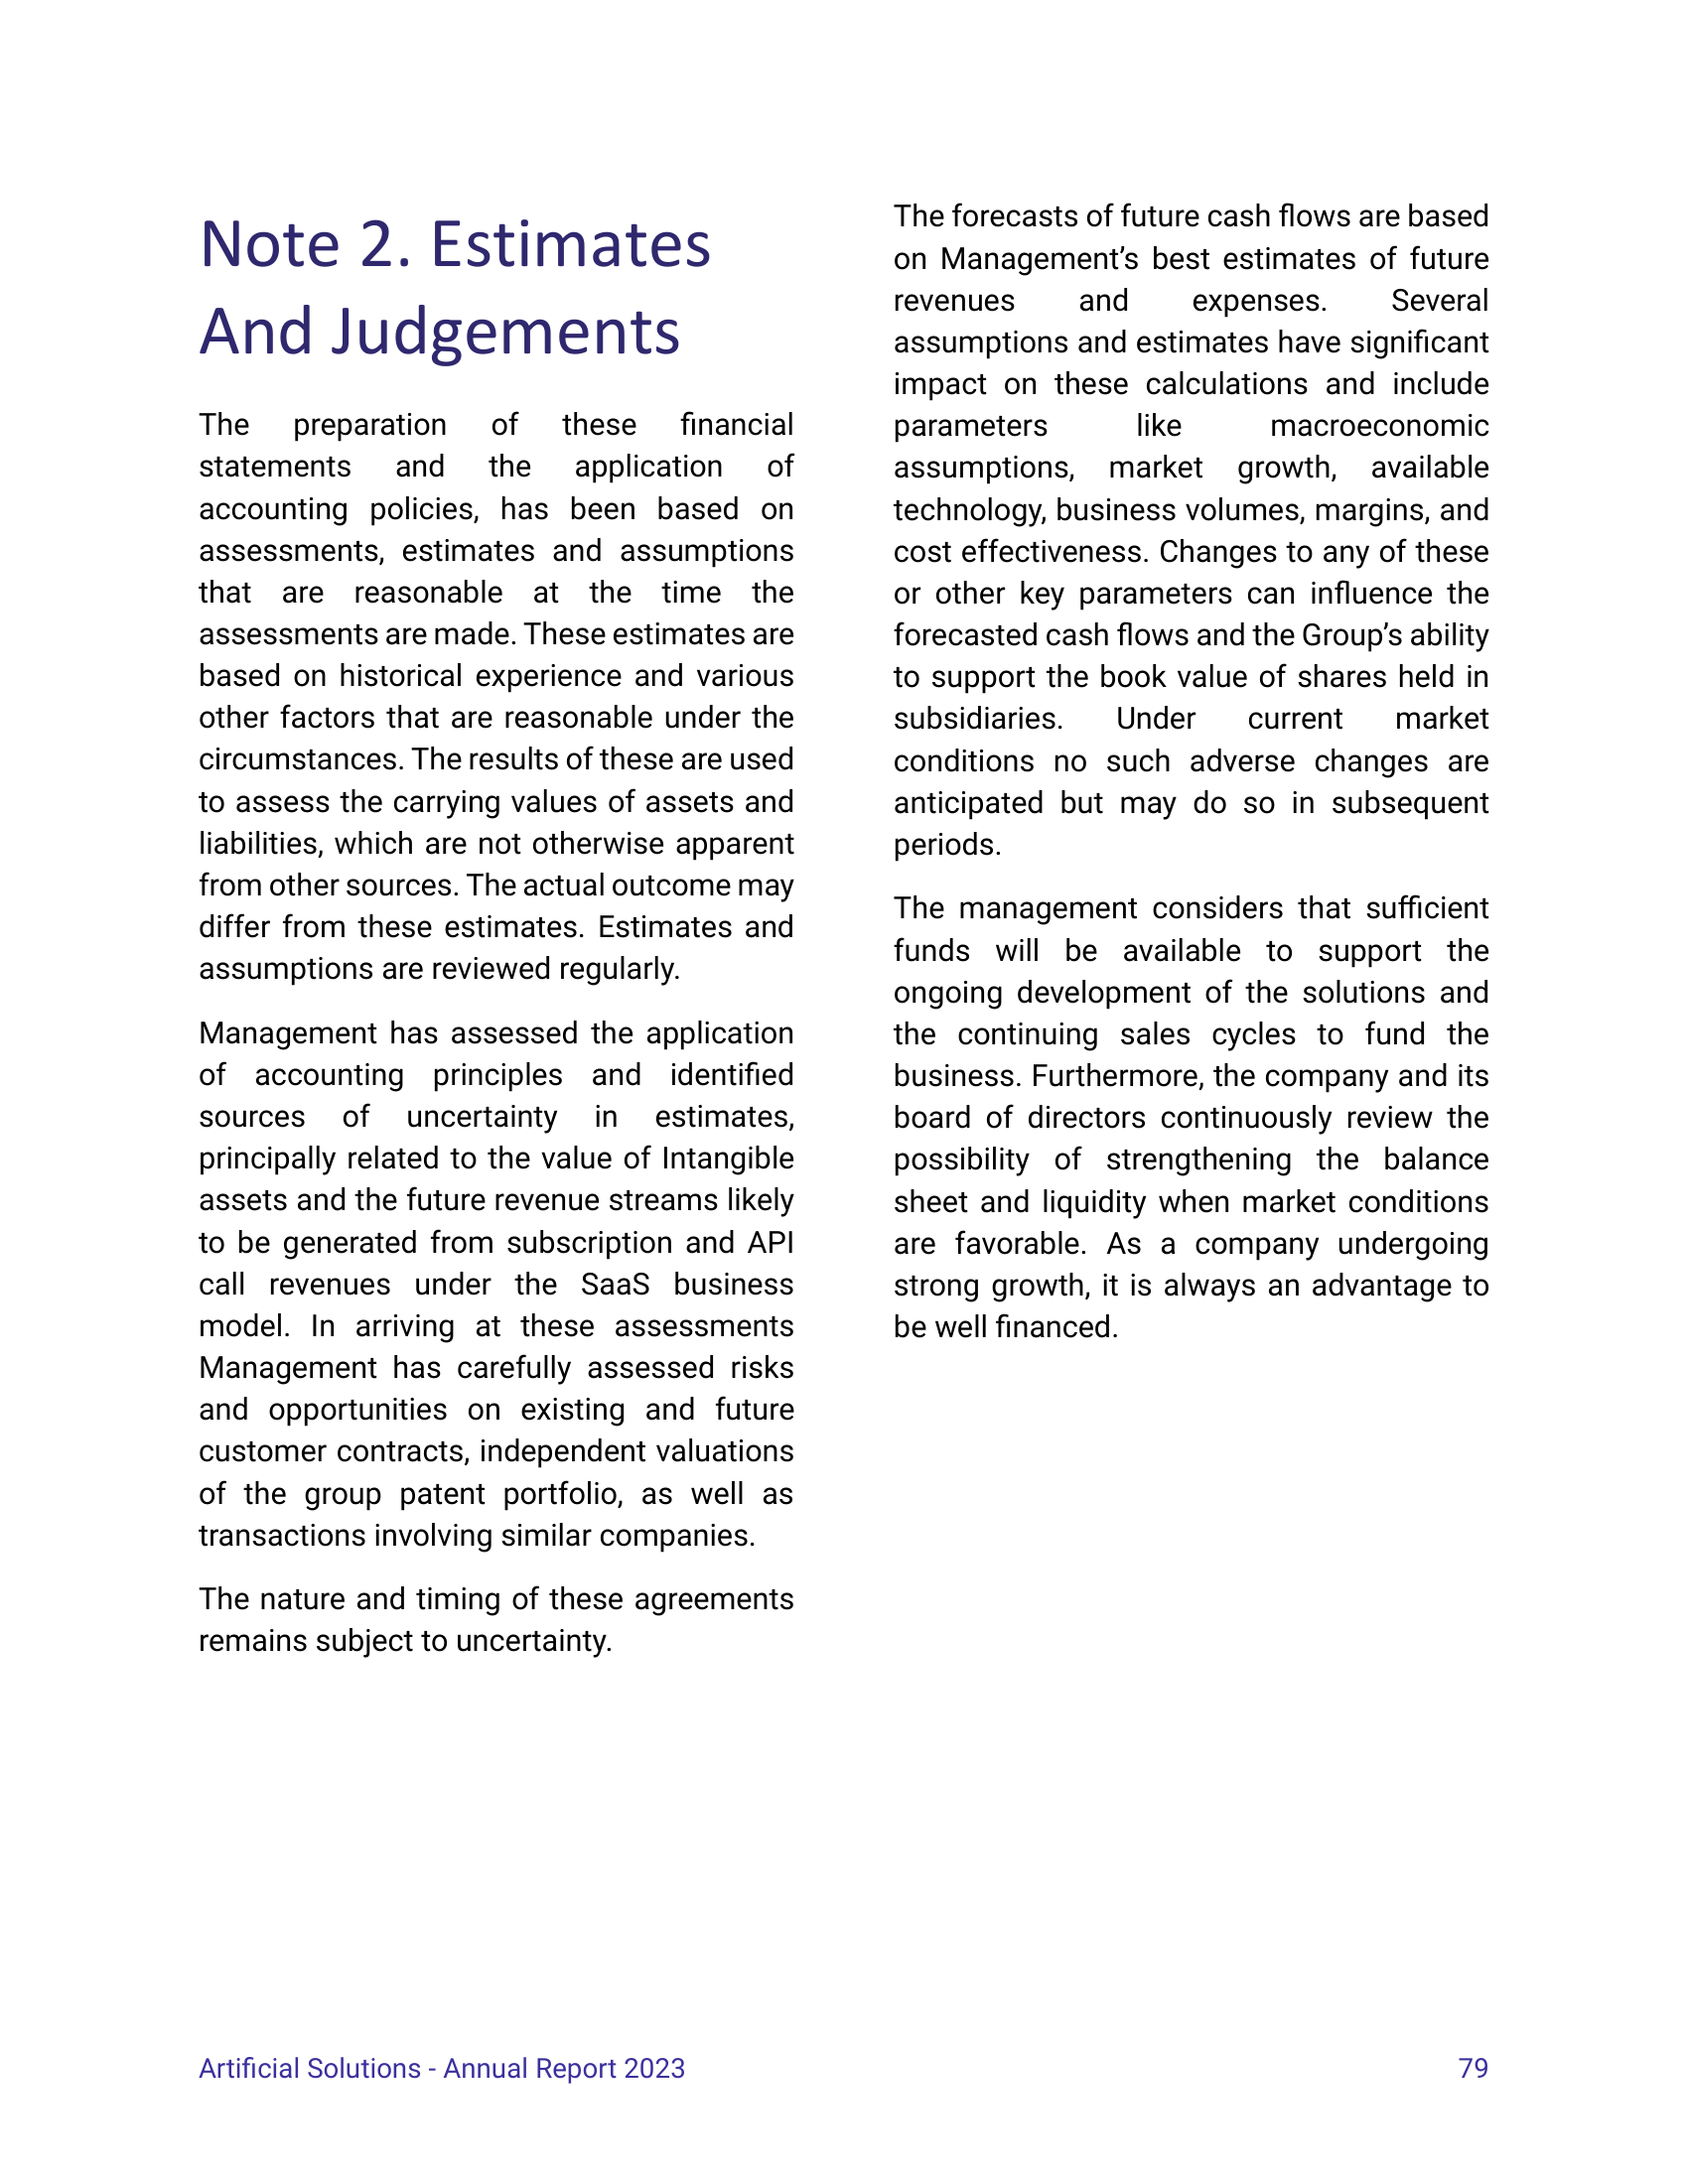 Note 2. Estimates
And Judgements
The preparation of these financial
statements and the application of
accounting policies, has been based on
assessments, estimates and assumptions
that are reasonable at the time the
assessments are made. These estimates are
based on historical experience and various
other factors that are reasonable under the
circumstances. The results of these are used
to assess the carrying values of assets and
liabilities, which are not otherwise apparent
from other sources. The actual outcome may
differ from these estimates. Estimates and
assumptions are reviewed regularly.
Management has assessed the application
of accounting principles and identified
sources of uncertainty in estimates,
principally related to the value of Intangible
assets and the future revenue streams likely
to be generated from subscription and API
call revenues under the SaaS business
model. In arriving at these assessments
Management has carefully assessed risks
and opportunities on existing and future
customer contracts, independent valuations
of the group patent portfolio, as well as
transactions involving similar companies.
The nature and timing of these agreements
remains subject to uncertainty.
The forecasts of future cash flows are based
on Management’s best estimates of future
revenues and expenses. Several
assumptions and estimates have significant
impact on these calculations and include
parameters like macroeconomic
assumptions, market growth, available
technology, business volumes, margins, and
cost effectiveness. Changes to any of these
or other key parameters can influence the
forecasted cash flows and the Group’s ability
to support the book value of shares held in
subsidiaries. Under current market
conditions no such adverse changes are
anticipated but may do so in subsequent
periods.
The management considers that sufficient
funds will be available to support the
ongoing development of the solutions and
the continuing sales cycles to fund the
business. Furthermore, the company and its
board of directors continuously review the
possibility of strengthening the balance
sheet and liquidity when market conditions
are favorable. As a company undergoing
strong growth, it is always an advantage to
be well financed.
Artificial Solutions - Annual Report 2023
79